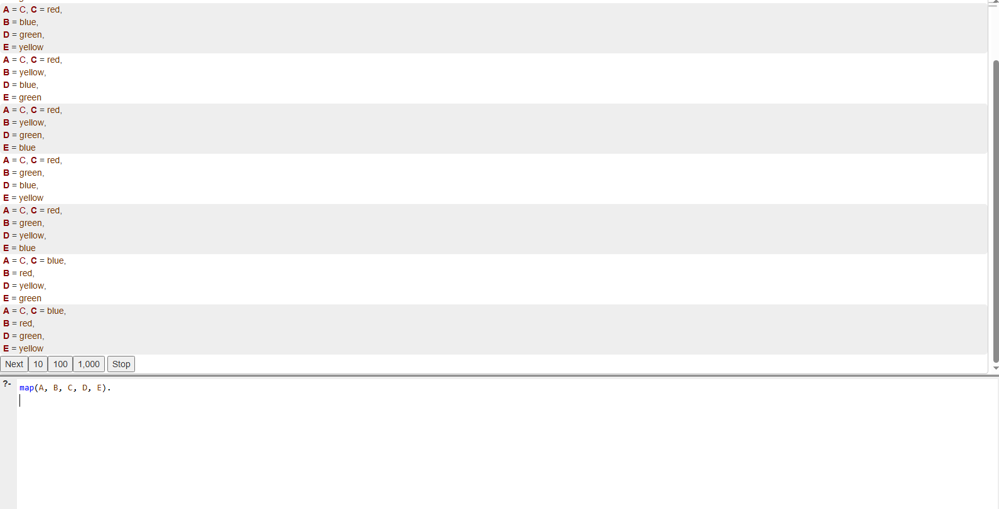 A = C, C = red,
B = blue,
D = green,
E = yellow
A = C, C = red,
B = yellow,
D = blue,
E = green
A = C, C = red,
B = yellow,
D = green,
E = blue
A = C, C = red,
B = green,
D = blue,
E = yellow
A = C, C = red,
B = green,
D = yellow,
E = blue
A = C, C = blue,
B = red,
D = yellow,
E = green
A = C, C = blue,
B = red,
D = green,
E = yellow
Next 10 100 1,000 Stop
?- map(A, B, C, D, E).